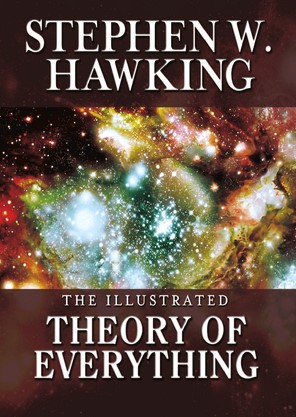 STEPHEN W.
HAWKING
THE ILLUSTRATED
THEORY OF
EVERYTHING